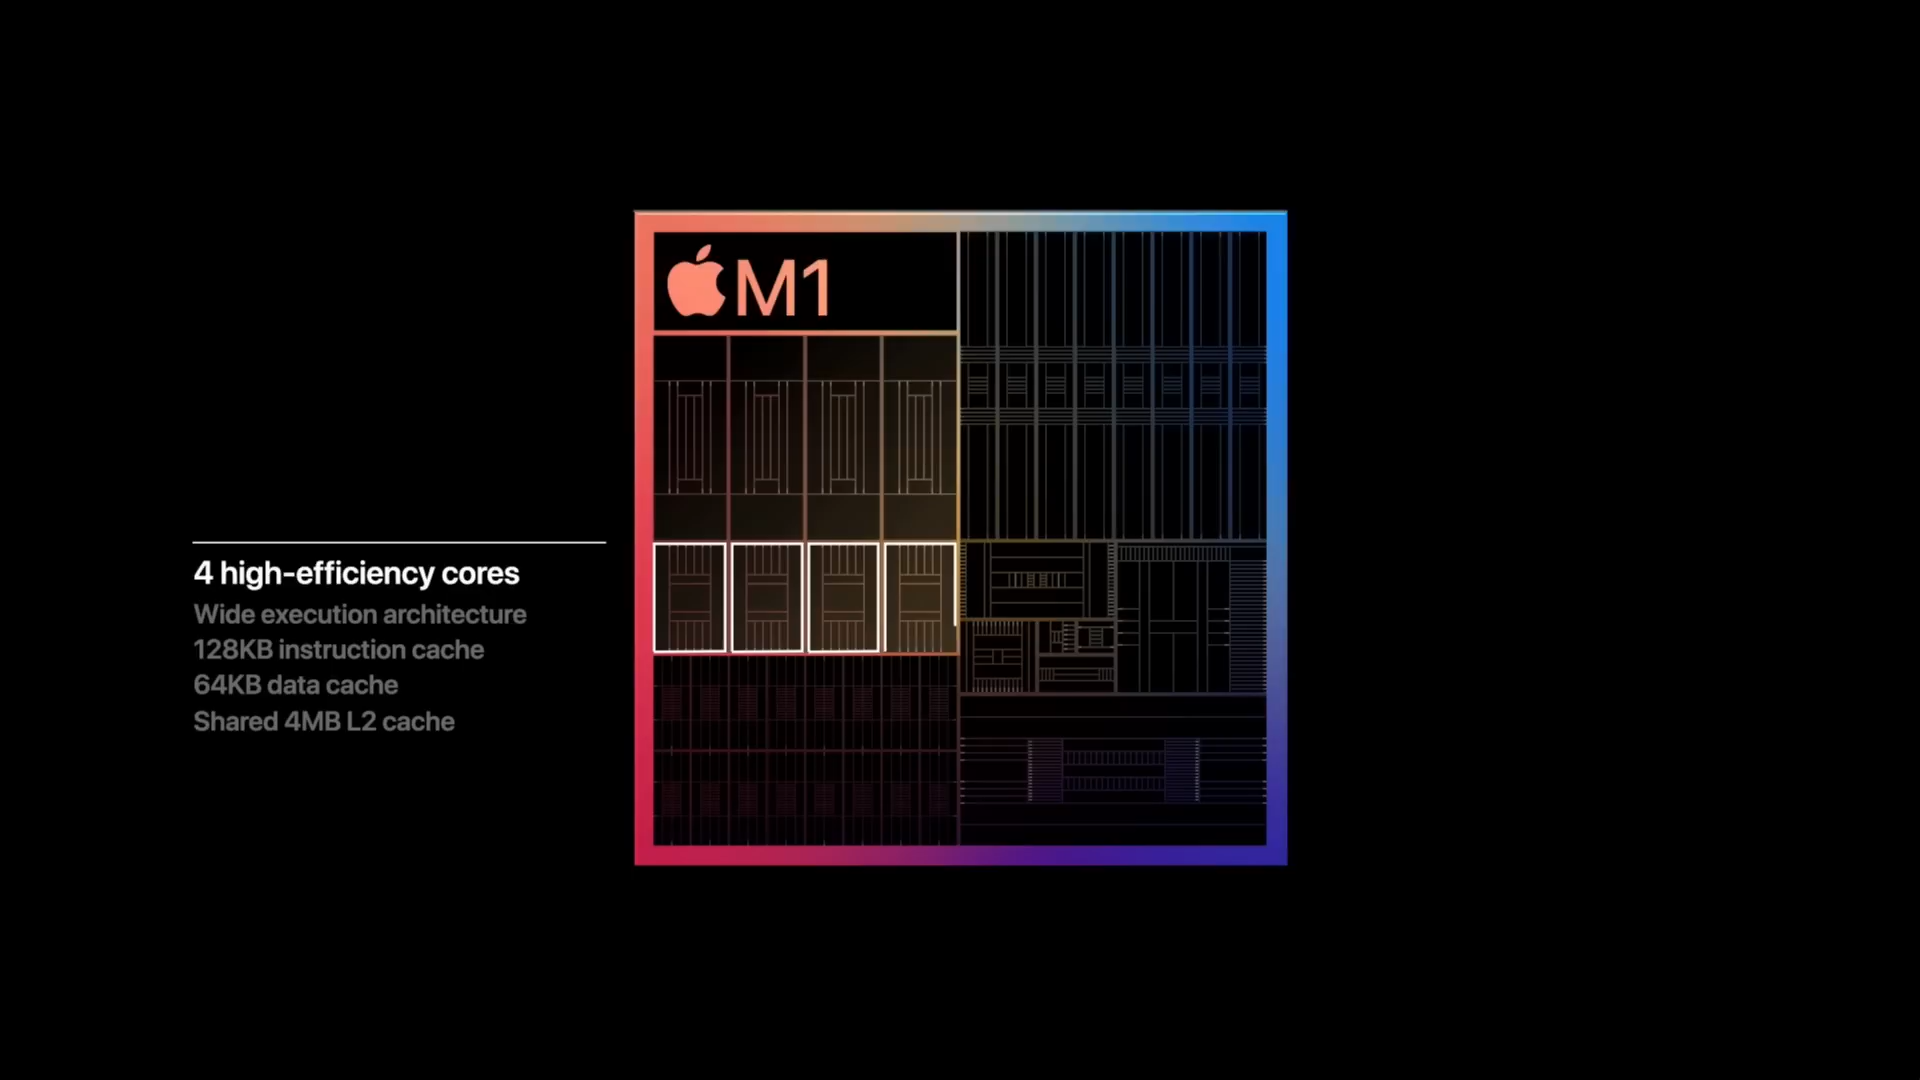 M1
4 high-efficiency cores
Wide execution architecture
128KB instruction cache
64KB data cache
Shared 4MB L2 cache